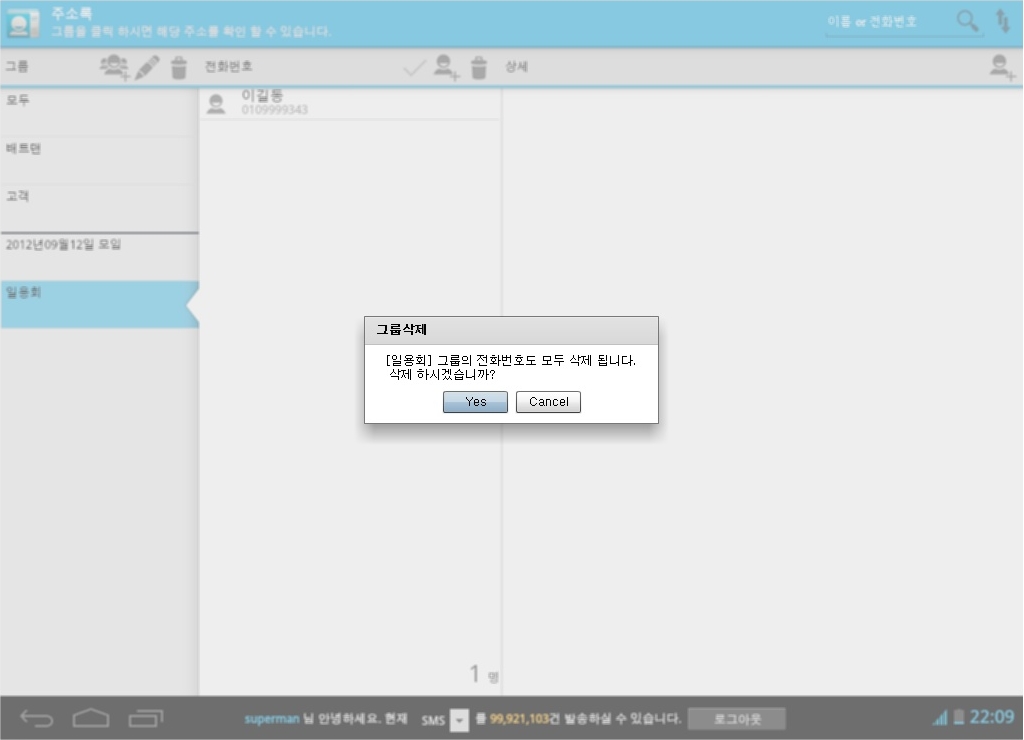 주소록
그룹을 클릭 하시면 해당 주소를 확인 할 수 있습니다.
이름 or 전화번호
그룹
전화번호
상세
모두
배트맨
고객
2012년09월12일 모임
일용회
이길동
0109999343
그룹삭제
[일용회] 그룹의 전화번호도 모두 삭제 됩니다.
삭제 하시겠습니까?
Yes
Cancel
1 명
superman 님 안녕하세요. 현재 SMS 를 99,921,103건 발송하실 수 있습니다.
로그아웃
22:09